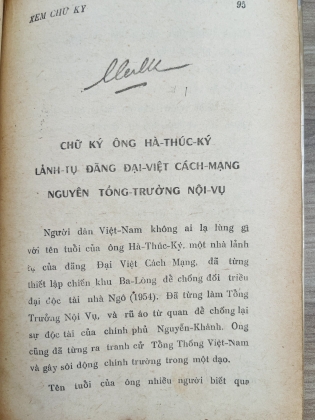 XEM CHỮ KÝ 95
CHỮ KÝ ÔNG HÀ-THÚC-KÝ
LÃNH-TỤ ĐẢNG ĐẠI-VIỆT CÁCH-MẠNG
NGUYÊN TỔNG-TRƯỞNG NỘI-VỤ
Người dân Việt-Nam không ai lạ lùng gì
với tên tuổi của ông Hà-Thúc-Ký, một nhà lãnh
tụ của đảng Đại Việt Cách Mạng, đã từng
thiết lập chiến khu Ba-Lòng để chống đối triều
đại độc tài nhà Ngô (1954). Đã từng làm Tổng
Trưởng Nội Vụ, và rũ áo từ quan để chống lại
sự độc tài của chính phủ Nguyễn-Khánh. Ông
cũng đã từng ra tranh cử Tổng Thống Việt-Nam
và gây sôi động chính trường trong một dạo.
Tên tuổi của ông nhiều người biết qua